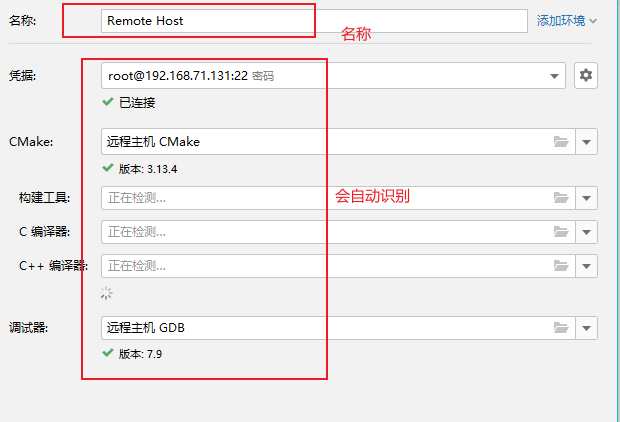 名称:
Remote Host
添加环境
名称
凭据:
root@192.168.71.131:22 密码
已连接
CMake:
远程主机 CMake
版本: 3.13.4
构建工具:
正在检测...
会自动识别
C 编译器:
正在检测...
C++ 编译器:
正在检测...
调试器:
远程主机 GDB
版本: 7.9